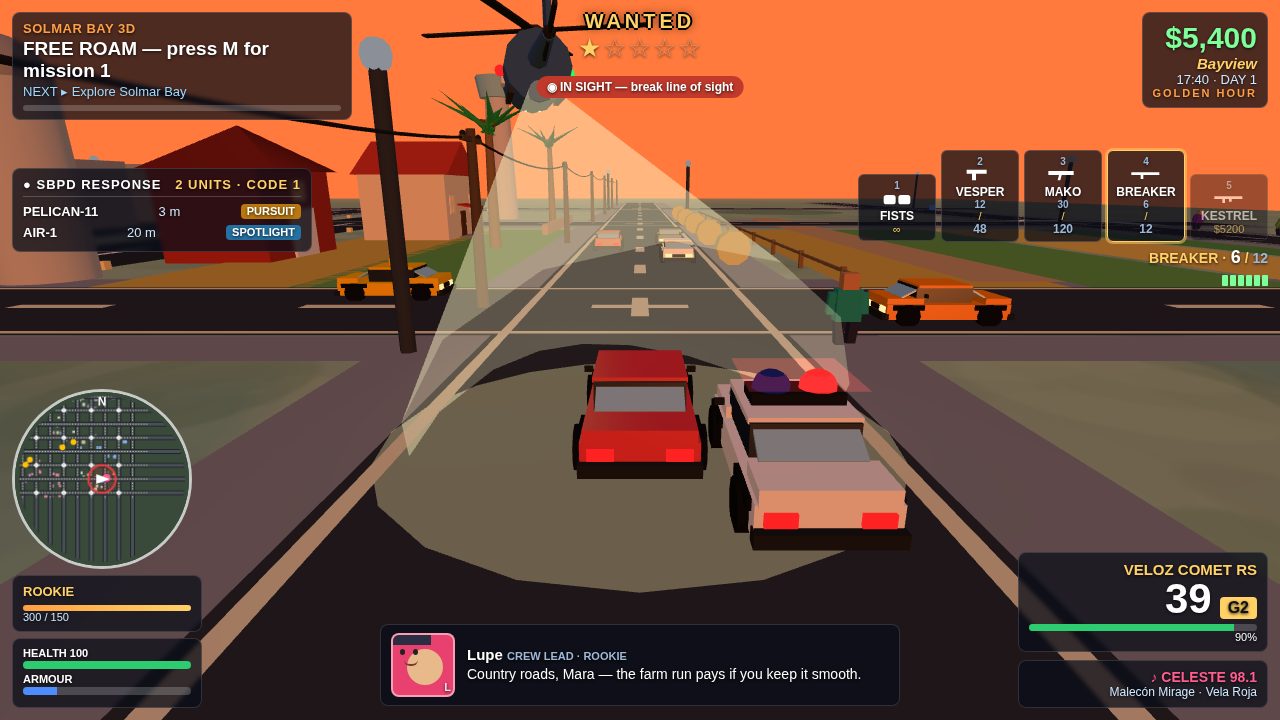 SOLMAR BAY 3D
FREE ROAM — press M for
mission 1
NEXT ▸ Explore Solmar Bay
WANTED
★☆☆☆☆
◉ IN SIGHT — break line of sight
$5,400
Bayview
17:40 · DAY 1
GOLDEN HOUR
● SBPD RESPONSE 2 UNITS · CODE 1
PELICAN-11 3 m PURSUIT
AIR-1 20 m SPOTLIGHT
1
FISTS
∞
2
VESPER
12
/
48
3
MAKO
30
/
120
4
BREAKER
6
/
12
5
KESTREL
$5200
BREAKER · 6 / 12
N
ROOKIE
300 / 150
HEALTH 100
ARMOUR
L
Lupe CREW LEAD · ROOKIE
Country roads, Mara — the farm run pays if you keep it smooth.
VELOZ COMET RS
39 G2
90%
♪ CELESTE 98.1
Malecón Mirage · Vela Roja